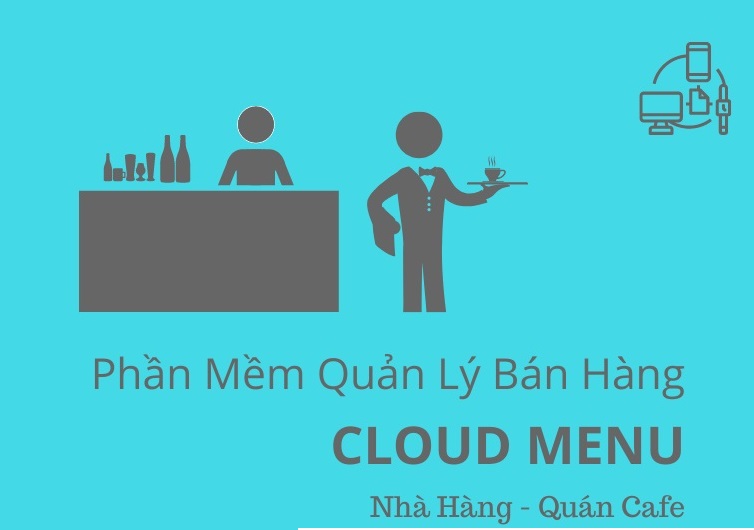 Phần Mềm Quản Lý Bán Hàng
CLOUD MENU
Nhà Hàng - Quán Cafe